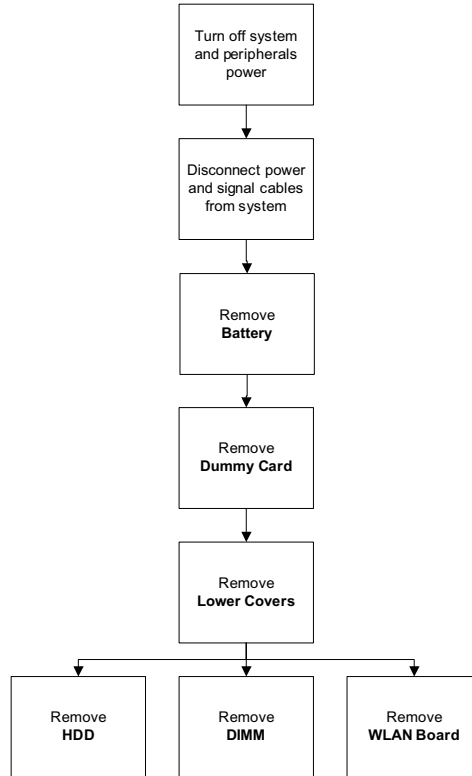 Turn off system
and peripherals
power
Disconnect power
and signal cables
from system
Remove
Battery
Remove
Dummy Card
Remove
Lower Covers
Remove
HDD
Remove
DIMM
Remove
WLAN Board